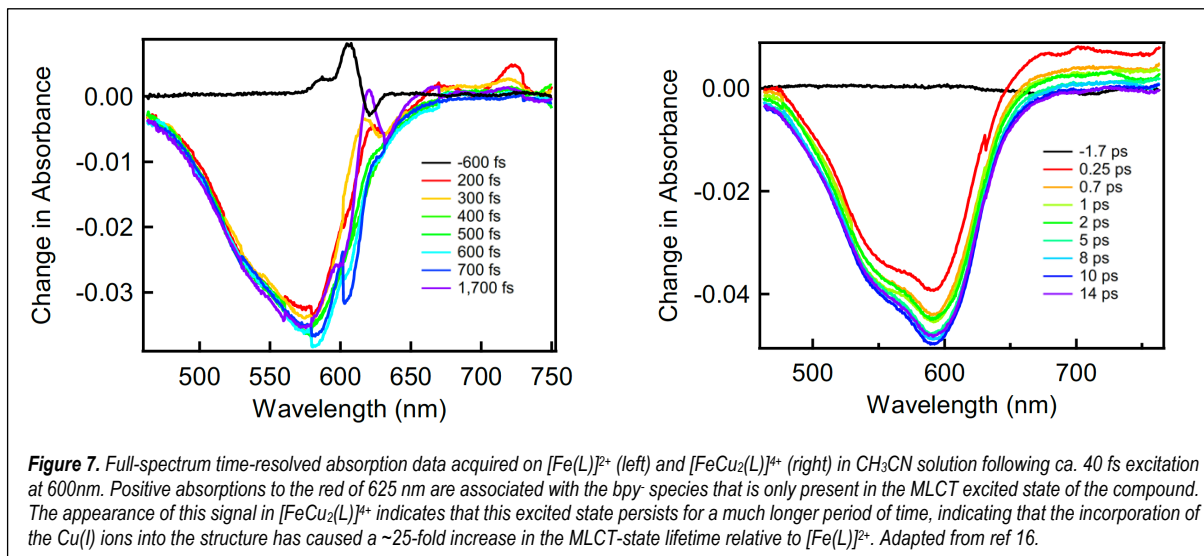 0.00
-0.01
-0.02
-0.03
Change in Absorbance
-600 fs
200 fs
300 fs
400 fs
500 fs
600 fs
700 fs
1,700 fs
500 550 600 650 700 750
Wavelength (nm)
0.00
-0.02
-0.04
Change in Absorbance
-1.7 ps
0.25 ps
0.7 ps
1 ps
2 ps
5 ps
8 ps
10 ps
14 ps
500 600 700
Wavelength (nm)
Figure 7. Full-spectrum time-resolved absorption data acquired on [Fe(L)]²⁺ (left) and [FeCu₂(L)]⁴⁺ (right) in CH₃CN solution following ca. 40 fs excitation
at 600nm. Positive absorptions to the red of 625 nm are associated with the bpy⁻ species that is only present in the MLCT excited state of the compound.
The appearance of this signal in [FeCu₂(L)]⁴⁺ indicates that this excited state persists for a much longer period of time, indicating that the incorporation of
the Cu(I) ions into the structure has caused a ~25-fold increase in the MLCT-state lifetime relative to [Fe(L)]²⁺. Adapted from ref 16.